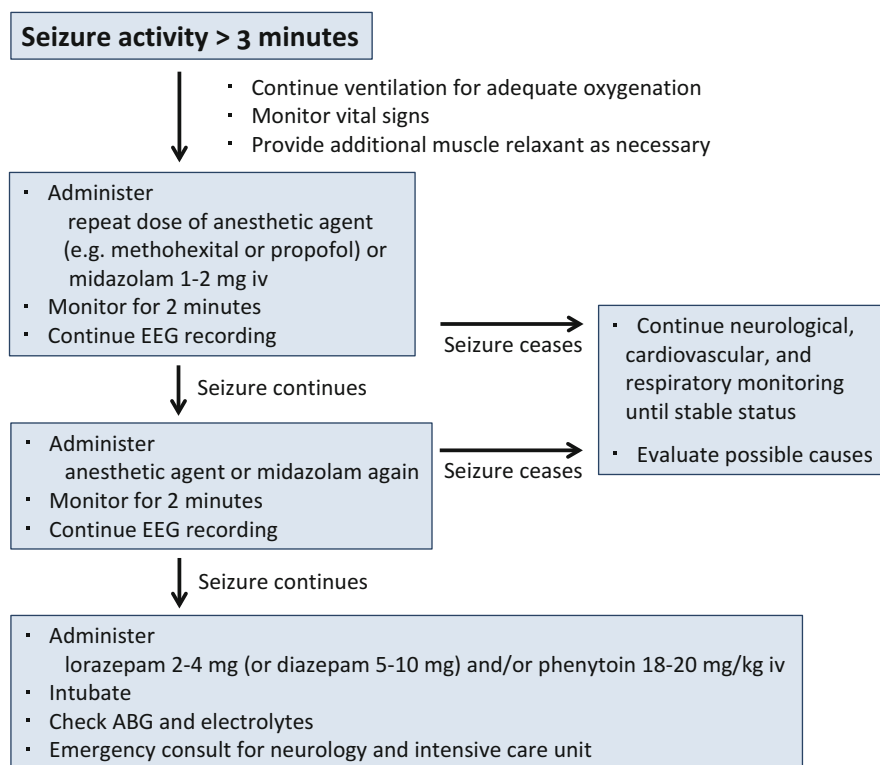 Seizure activity > 3 minutes
▪ Continue ventilation for adequate oxygenation
▪ Monitor vital signs
▪ Provide additional muscle relaxant as necessary
▪ Administer
repeat dose of anesthetic agent
(e.g. methohexital or propofol) or
midazolam 1-2 mg iv
▪ Monitor for 2 minutes
▪ Continue EEG recording
Seizure ceases
▪ Continue neurological,
cardiovascular, and
respiratory monitoring
until stable status
▪ Evaluate possible causes
Seizure continues
▪ Administer
anesthetic agent or midazolam again
▪ Monitor for 2 minutes
▪ Continue EEG recording
Seizure ceases
Seizure continues
▪ Administer
lorazepam 2-4 mg (or diazepam 5-10 mg) and/or phenytoin 18-20 mg/kg iv
▪ Intubate
▪ Check ABG and electrolytes
▪ Emergency consult for neurology and intensive care unit